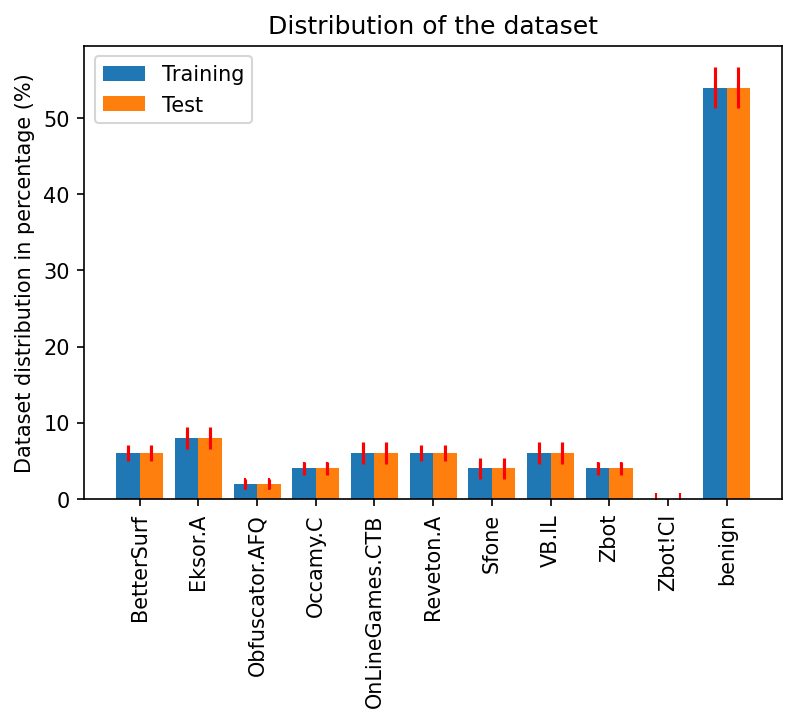 Distribution of the dataset
Training
Test
Dataset distribution in percentage (%)
50
40
30
20
10
0
BetterSurf
Eksor.A
Obfuscator.AFQ
Occamy.C
OnLineGames.CTB
Reveton.A
Sfone
VB.IL
Zbot
Zbot!CI
benign